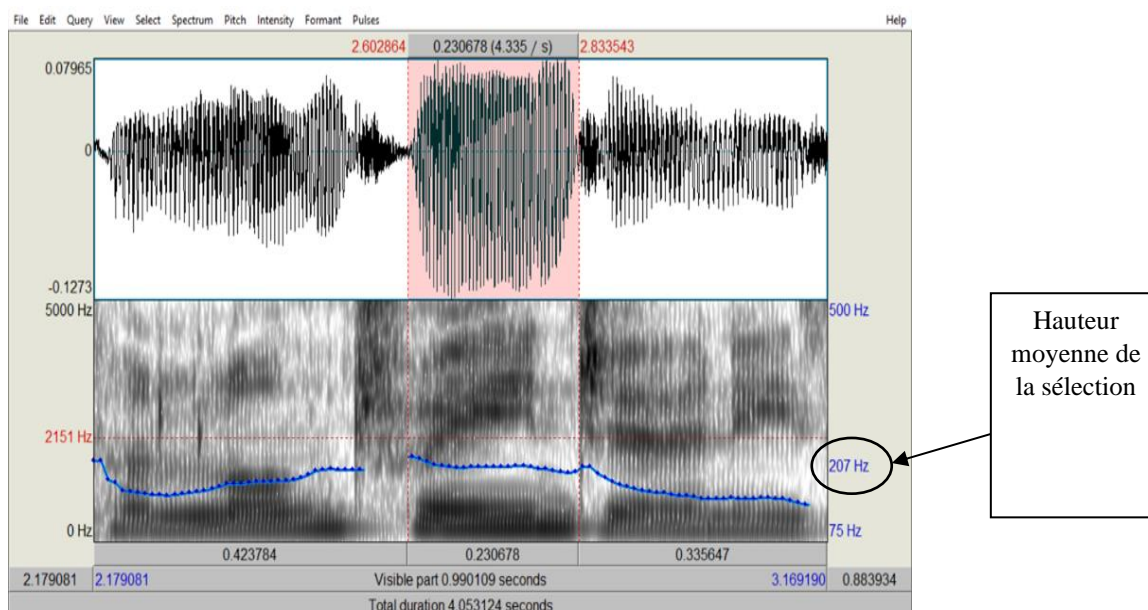 File Edit Query View Select Spectrum Pitch Intensity Formant Pulses Help
2.602864 0.230678 (4.335 / s) 2.833543
0.07965
0
-0.1273
5000 Hz 500 Hz
2151 Hz
207 Hz
0 Hz 75 Hz
0.423784 0.230678 0.335647
2.179081 2.179081 Visible part 0.990109 seconds 3.169190 0.883934
Total duration 4.053124 seconds
Hauteur
moyenne de
la sélection